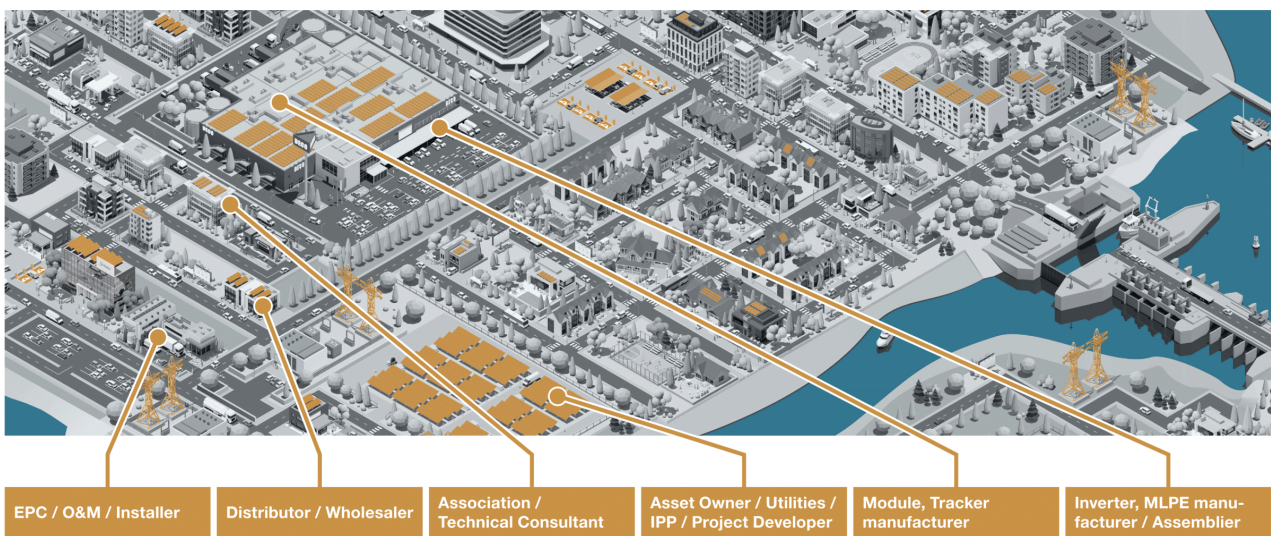 EPC / O&M / Installer
Distributor / Wholesaler
Association /
Technical Consultant
Asset Owner / Utilities /
IPP / Project Developer
Module, Tracker
manufacturer
Inverter, MLPE manu-
facturer / Assemblier